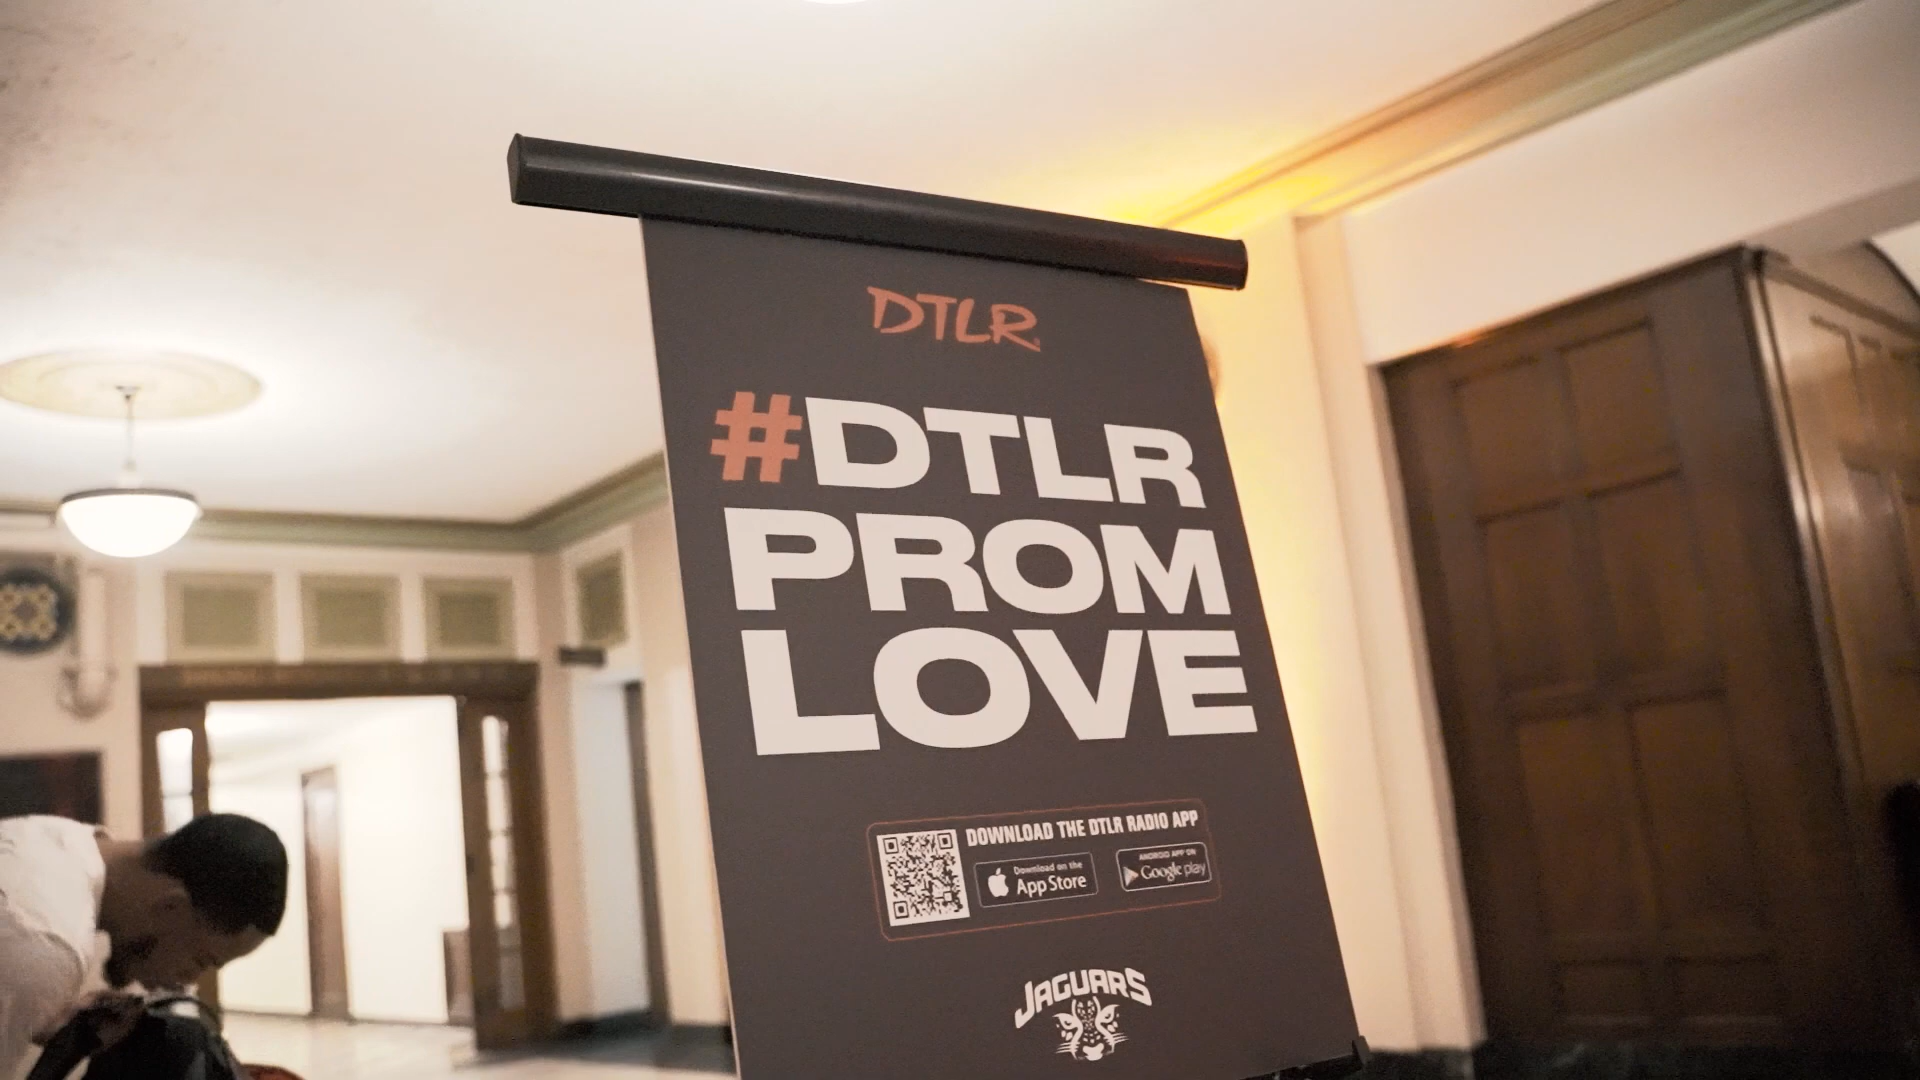 DTLR
#DTLR
PROM
LOVE
DOWNLOAD THE DTLR RADIO APP
Download on the
App Store
ANDROID APP ON
Google play
JAGUARS